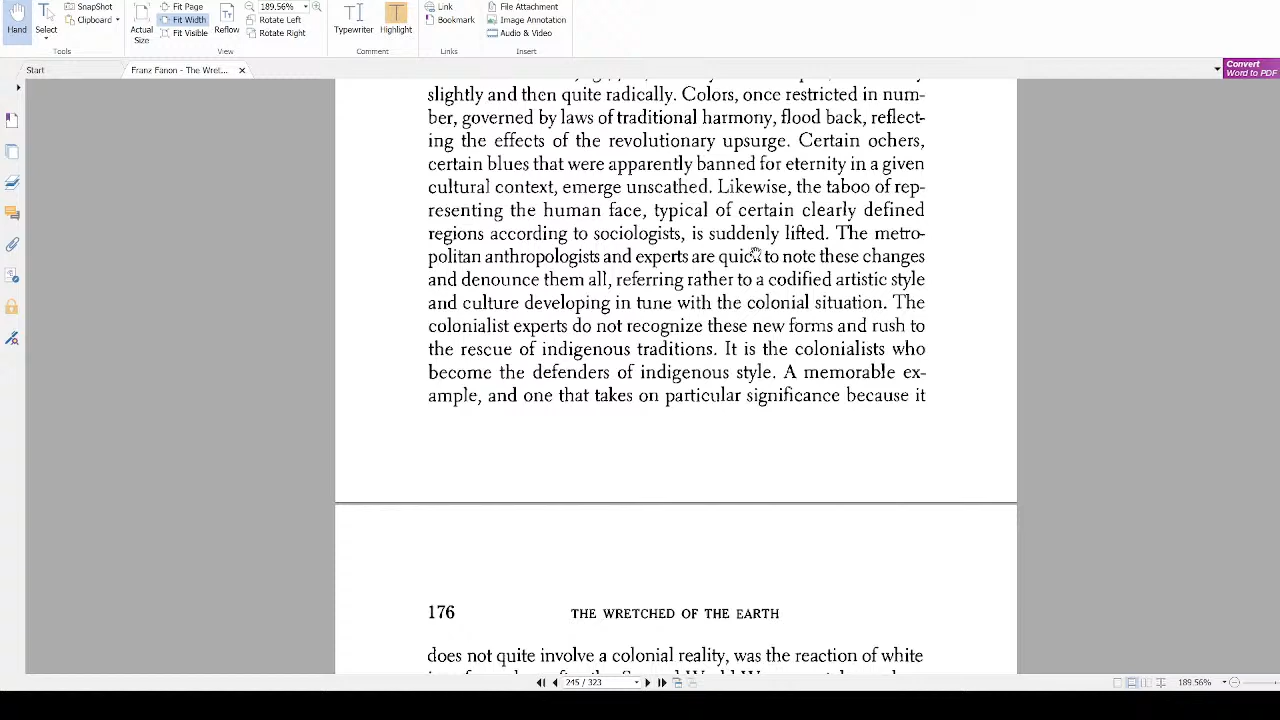 SnapShot
Clipboard
Hand
Select
Tools
Actual
Size
Fit Page
Fit Width
Fit Visible
Reflow
189.56%
Rotate Left
Rotate Right
View
Typewriter
Highlight
Comment
Link
Bookmark
Links
File Attachment
Image Annotation
Audio & Video
Insert
Start
Franz Fanon - The Wret...
Convert
Word to PDF
slightly and then quite radically. Colors, once restricted in num-
ber, governed by laws of traditional harmony, flood back, reflect-
ing the effects of the revolutionary upsurge. Certain ochers,
certain blues that were apparently banned for eternity in a given
cultural context, emerge unscathed. Likewise, the taboo of rep-
resenting the human face, typical of certain clearly defined
regions according to sociologists, is suddenly lifted. The metro-
politan anthropologists and experts are quick to note these changes
and denounce them all, referring rather to a codified artistic style
and culture developing in tune with the colonial situation. The
colonialist experts do not recognize these new forms and rush to
the rescue of indigenous traditions. It is the colonialists who
become the defenders of indigenous style. A memorable ex-
ample, and one that takes on particular significance because it
176 THE WRETCHED OF THE EARTH
does not quite involve a colonial reality, was the reaction of white
245 / 323
189.56%